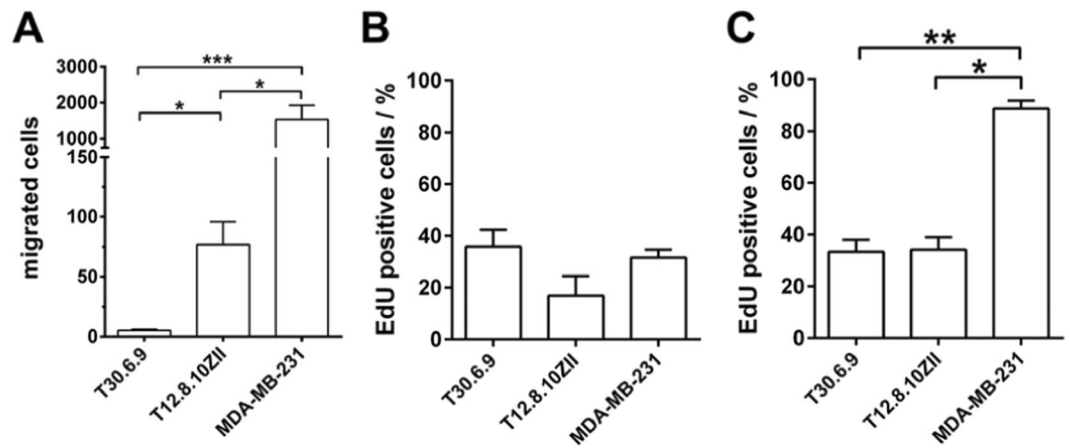 A
migrated cells
3000
2000
1000
150
100
50
0
***
*
*
T30.6.9
T12.8.10ZII
MDA-MB-231
B
EdU positive cells / %
100
80
60
40
20
0
T30.6.9
T12.8.10ZII
MDA-MB-231
C
EdU positive cells / %
100
80
60
40
20
0
**
*
T30.6.9
T12.8.10ZII
MDA-MB-231